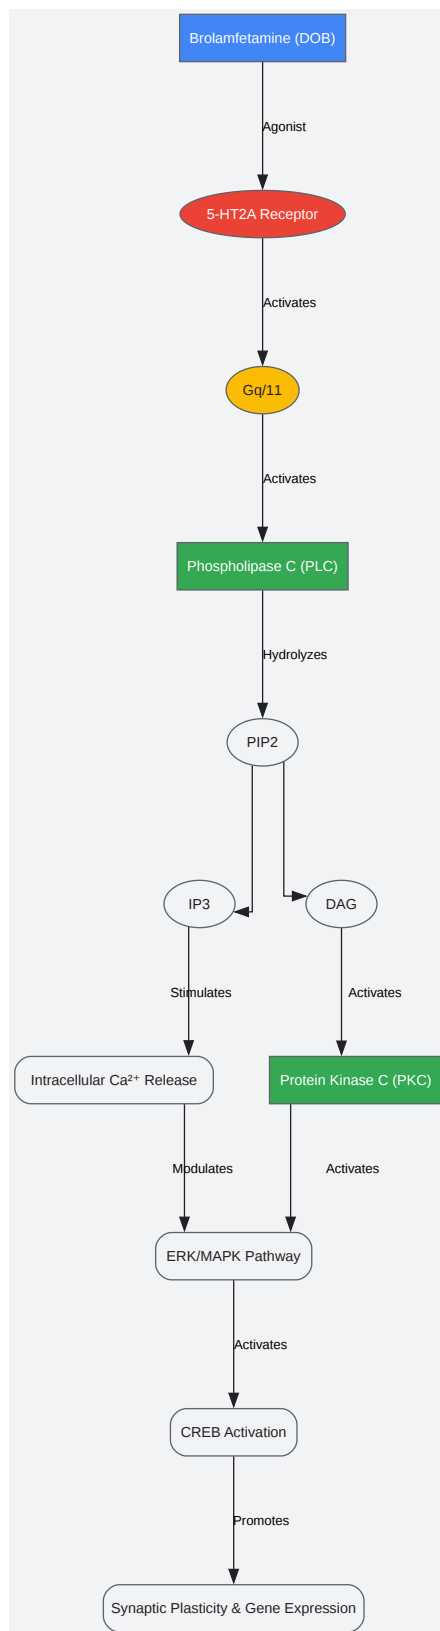 Brolamfetamine (DOB)
Agonist
5-HT2A Receptor
Activates
Gq/11
Activates
Phospholipase C (PLC)
Hydrolyzes
PIP2
IP3
DAG
Stimulates
Activates
Intracellular Ca²⁺ Release
Protein Kinase C (PKC)
Modulates
Activates
ERK/MAPK Pathway
Activates
CREB Activation
Promotes
Synaptic Plasticity & Gene Expression